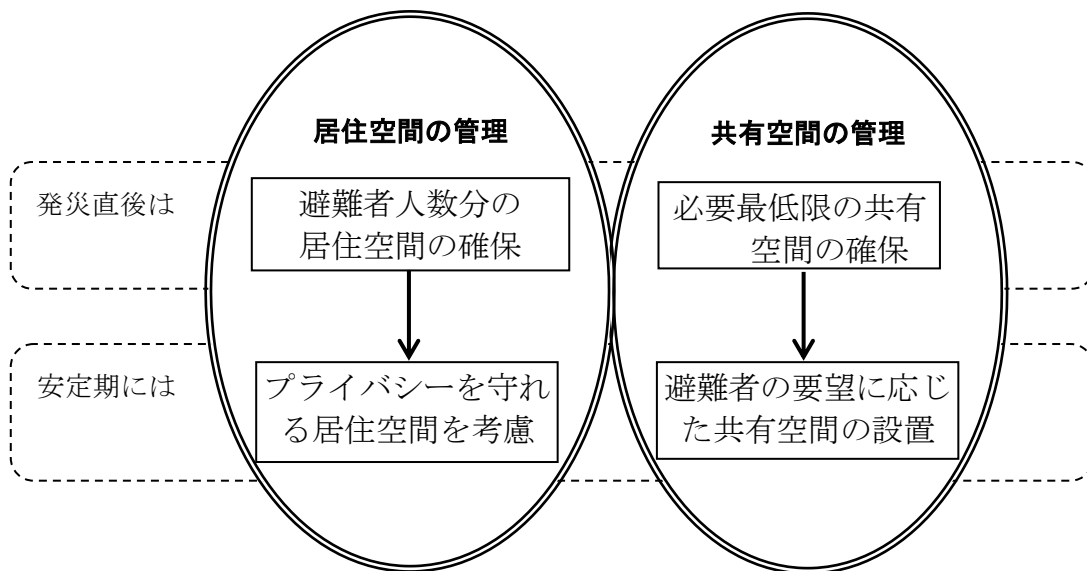 居住空間の管理
共有空間の管理
発災直後は
避難者人数分の
居住空間の確保
必要最低限の共有
空間の確保
安定期には
プライバシーを守れ
る居住空間を考慮
避難者の要望に応じ
た共有空間の設置